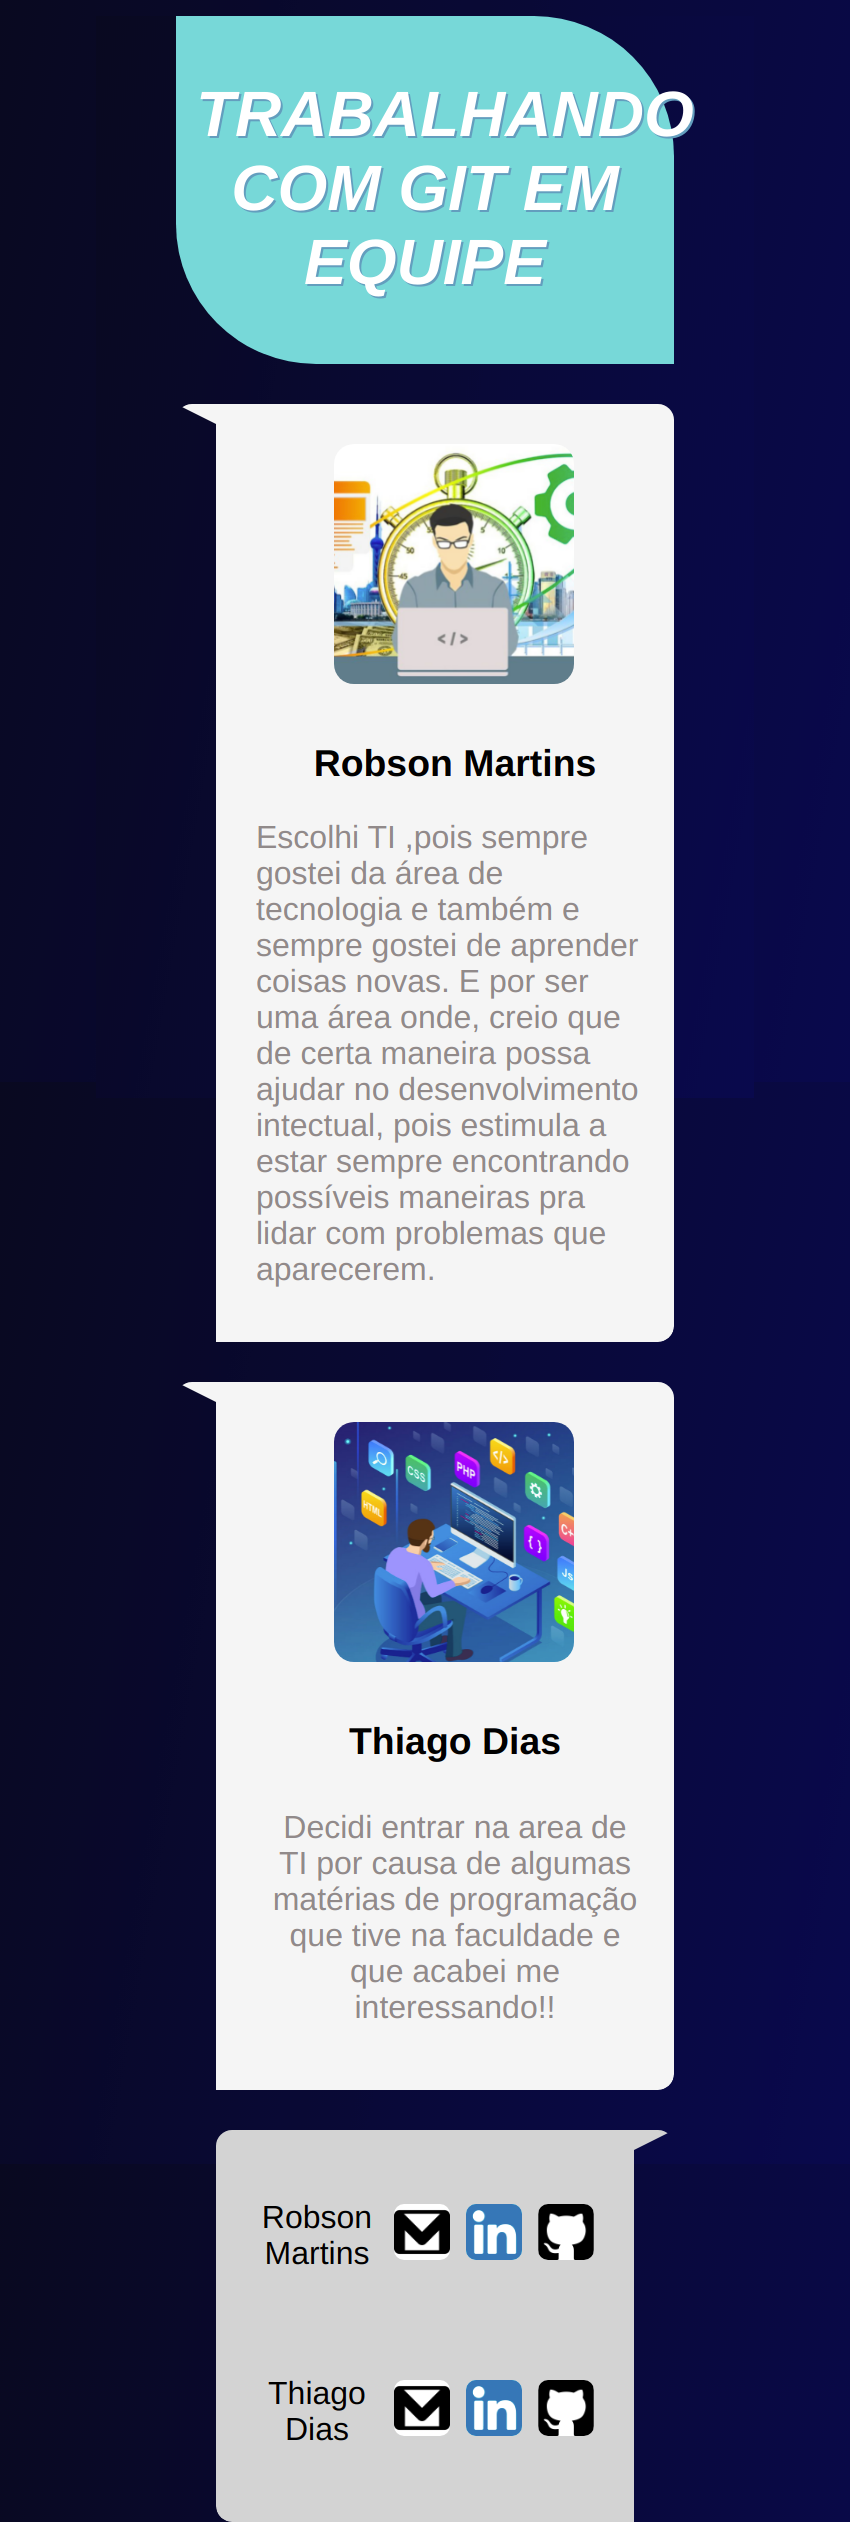 TRABALHANDO
COM GIT EM
EQUIPE
</>
Robson Martins
Escolhi TI ,pois sempre
gostei da área de
tecnologia e também e
sempre gostei de aprender
coisas novas. E por ser
uma área onde, creio que
de certa maneira possa
ajudar no desenvolvimento
intectual, pois estimula a
estar sempre encontrando
possíveis maneiras pra
lidar com problemas que
aparecerem.
</>
CSS
PHP
HTML
C+
{ }
Js
Thiago Dias
Decidi entrar na area de
TI por causa de algumas
matérias de programação
que tive na faculdade e
que acabei me
interessando!!
Robson
Martins
in
Thiago
Dias
in